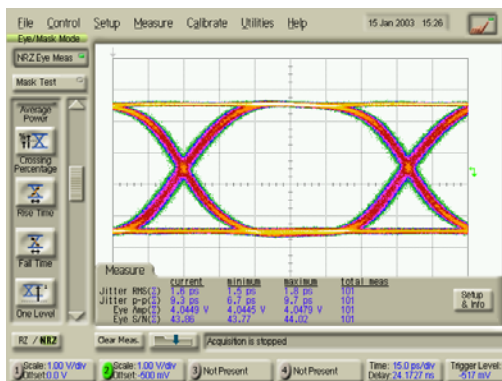 File Control Setup Measure Calibrate Utilities Help 15 Jan 2003 15:26
Eye/Mask Mode
NRZ Eye Meas
Mask Test
Average
Power
Crossing
Percentage
Rise Time
Fall Time
One Level
Measure
current minimum maximum total meas
Jitter RMS(Σ) 1.6 ps 1.5 ps 1.8 ps 101
Jitter p-p(Σ) 9.3 ps 6.7 ps 9.7 ps 101
Eye Amp(Σ) 4.0449 V 4.0445 V 4.0479 V 101
Eye S/N(Σ) 43.86 43.77 44.02 101
Setup
& Info
RZ / NRZ
Clear Meas.
Acquisition is stopped
1 Scale:1.00 V/div
Offset:0.0 V
2 Scale:1.00 V/div
Offset:-500 mV
3 Not Present
4 Not Present
Time: 15.0 ps/div
Delay:24.1727 ns
Trigger Level:
-517 mV